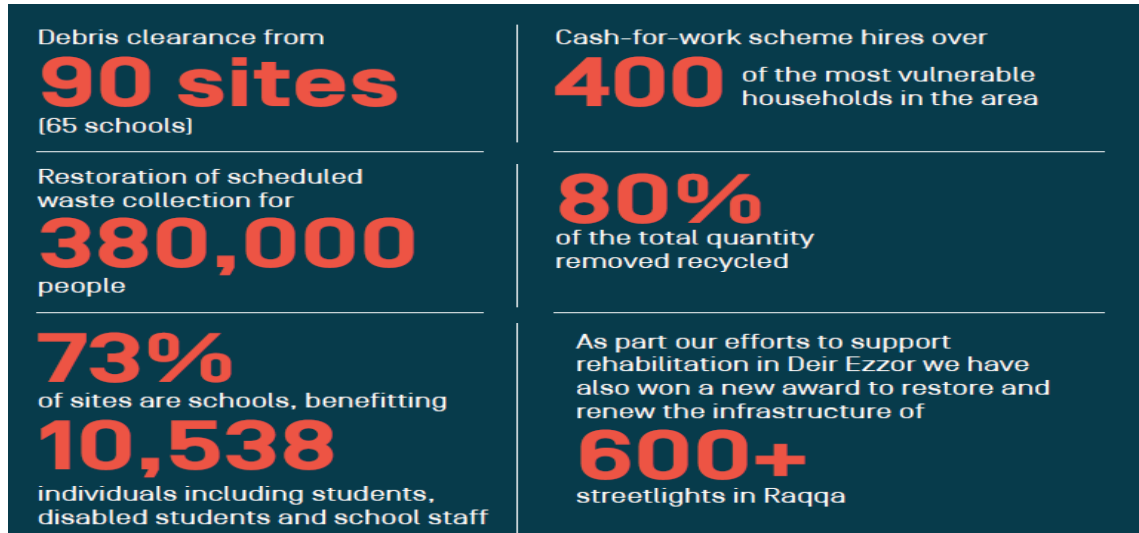 Debris clearance from
90 sites
(65 schools)
Cash-for-work scheme hires over
400 of the most vulnerable
households in the area
Restoration of scheduled
waste collection for
380,000
people
80%
of the total quantity
removed recycled
73%
of sites are schools, benefitting
10,538
individuals including students,
disabled students and school staff
As part our efforts to support
rehabilitation in Deir Ezzor we have
also won a new award to restore and
renew the infrastructure of
600+
streetlights in Raqqa